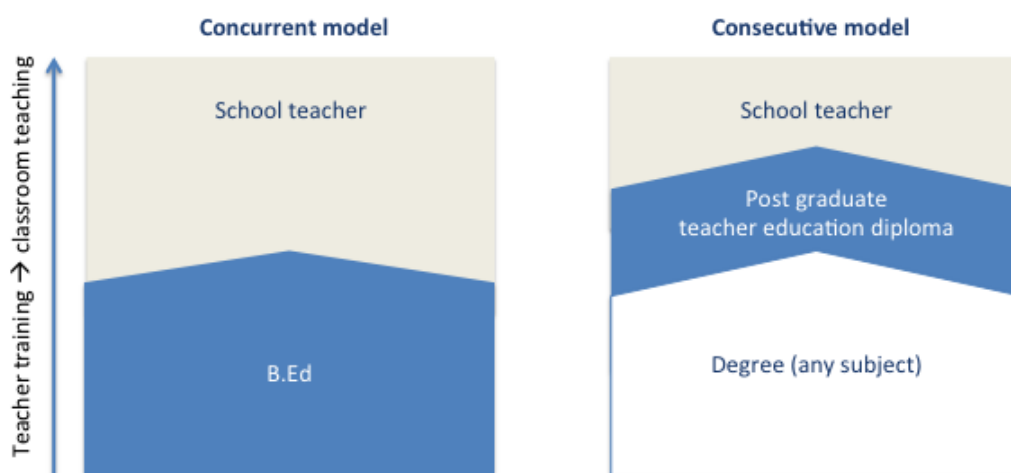 Concurrent model
Consecutive model
Teacher training → classroom teaching
School teacher
School teacher
Post graduate
teacher education diploma
B.Ed
Degree (any subject)